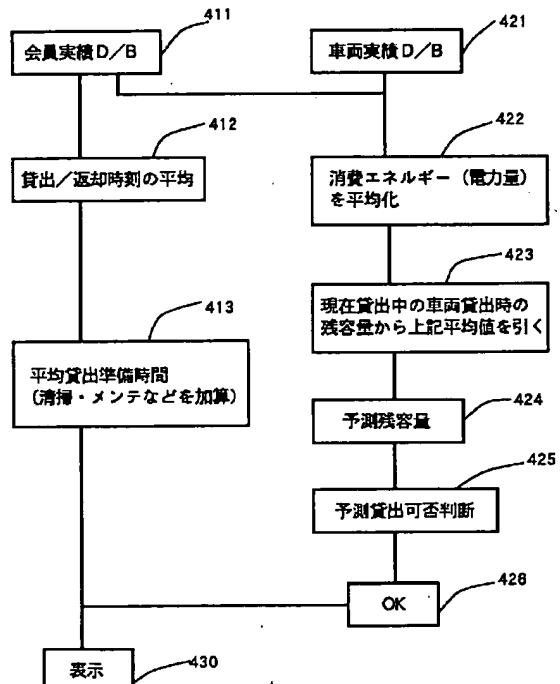 411
会員実績D／B
421
車両実績D／B
412
貸出／返却時刻の平均
422
消費エネルギー（電力量）
を平均化
423
現在貸出中の車両貸出時の
残容量から上記平均値を引く
413
平均貸出準備時間
（清掃・メンテなどを加算）
424
予測残容量
425
予測貸出可否判断
426
OK
表示
430